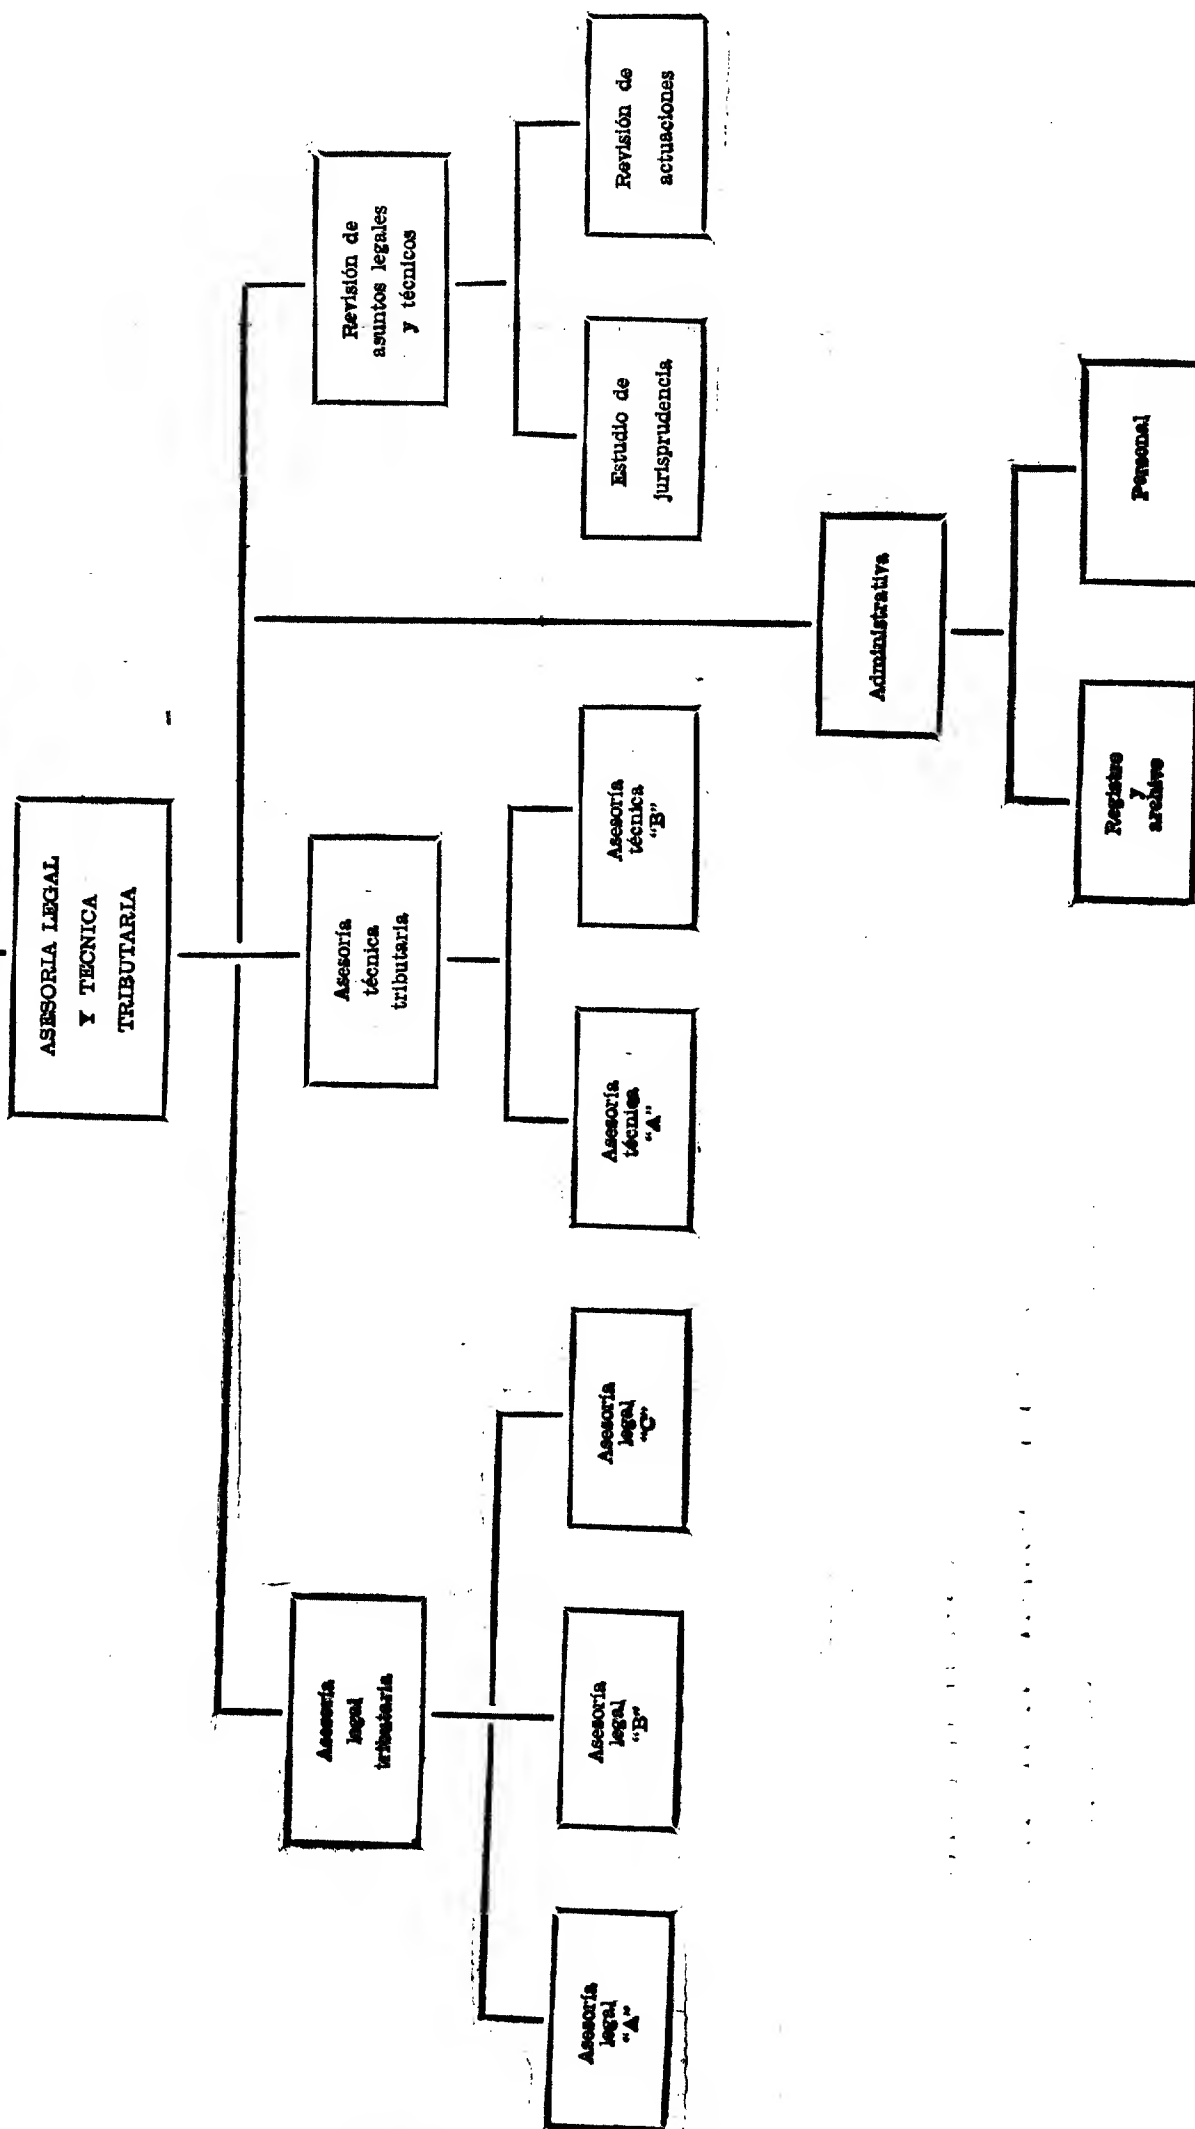 ASESORIA LEGAL
Y TECNICA
TRIBUTARIA
Asesoría
legal
tributaria
Asesoría
técnica
tributaria
Revisión de
asuntos legales
y técnicos
Asesoría
legal
"A"
Asesoría
legal
"B"
Asesoría
legal
"C"
Asesoría
técnica
"A"
Asesoría
técnica
"B"
Estudio de
jurisprudencia
Revisión de
actuaciones
Administrativa
Registro
y
archivo
Personal